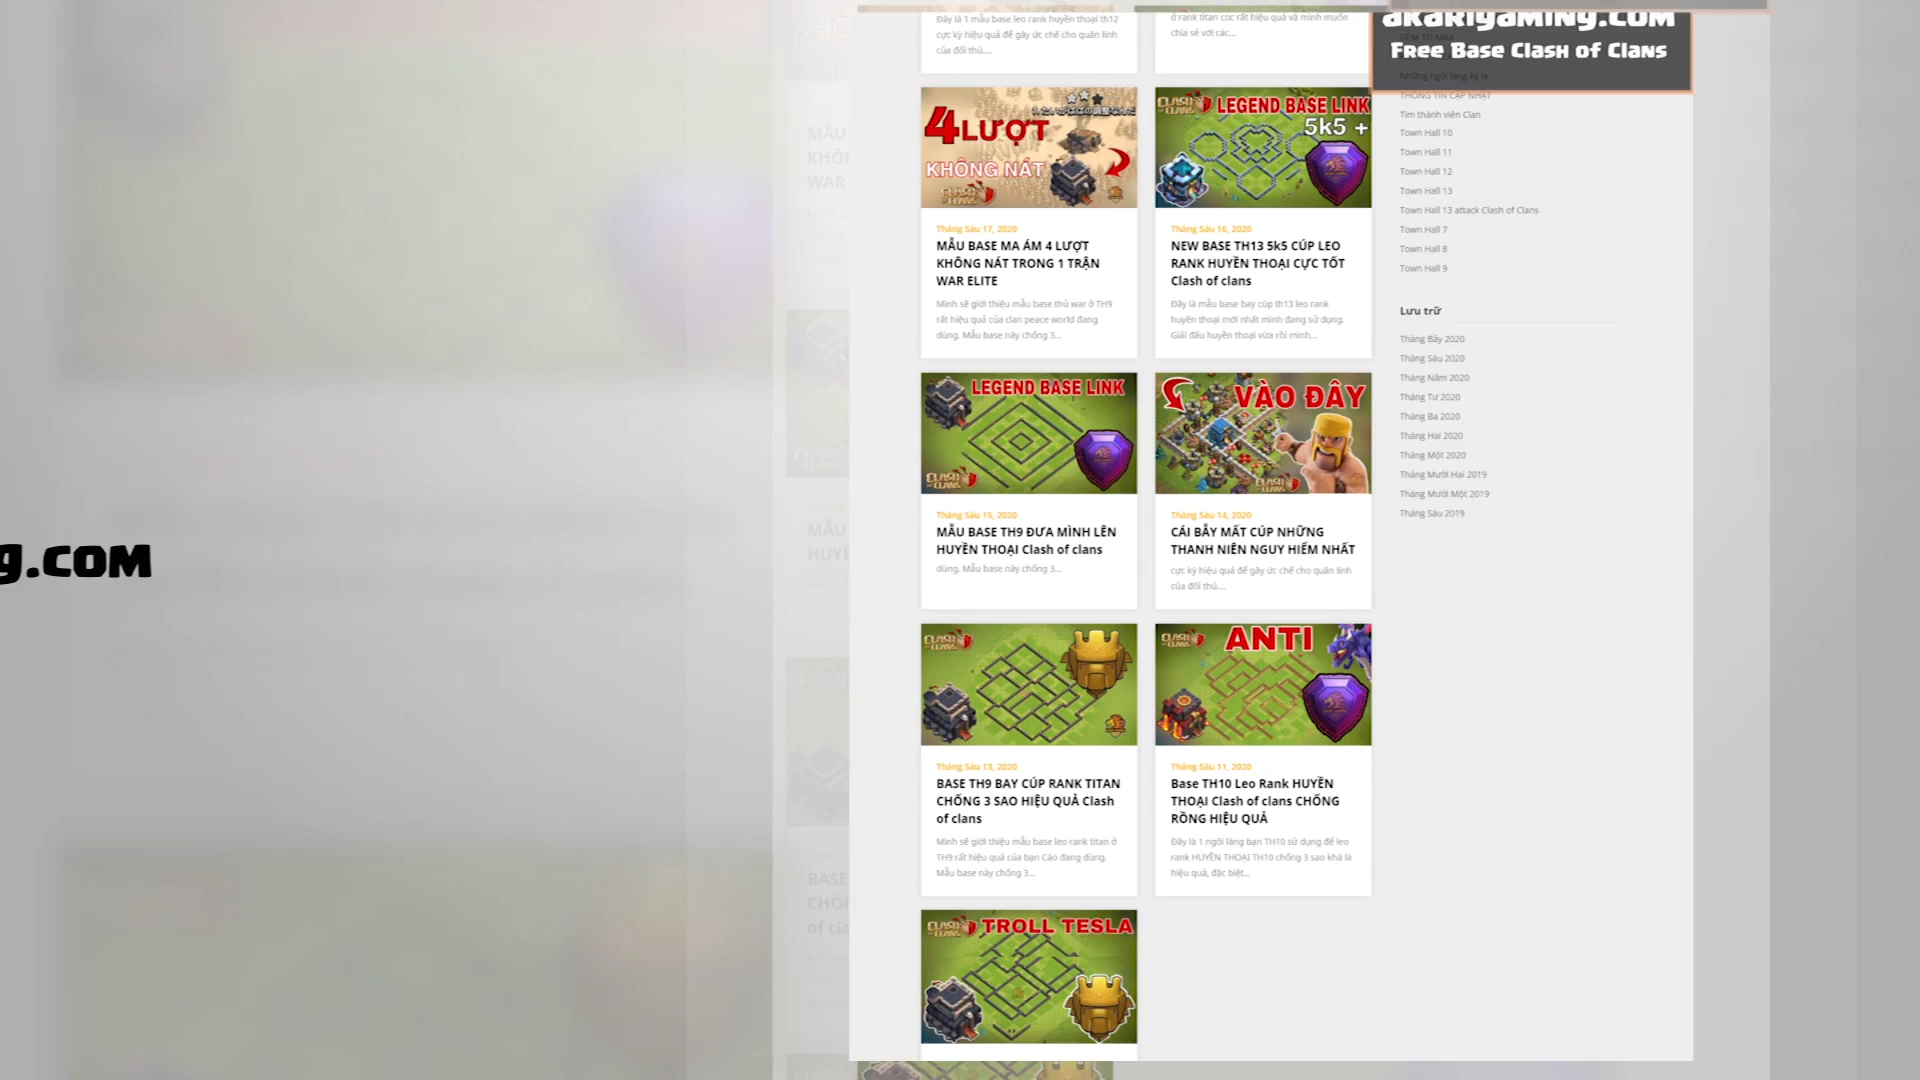 Đây là 1 mẫu base leo rank huyền thoại th12
cực kỳ hiệu quả để gây ức chế cho quân lính
của đối thủ....
ở rank titan cọc rất hiệu quả và mình muốn
chia sẻ với các...
akarigaming.com
Free Base Clash of Clans
Những ngôi làng kỳ lạ
THÔNG TIN CẬP NHẬT
Tìm thành viên Clan
Town Hall 10
Town Hall 11
Town Hall 12
Town Hall 13
Town Hall 13 attack Clash of Clans
Town Hall 7
Town Hall 8
Town Hall 9
Lưu trữ
Tháng Bảy 2020
Tháng Sáu 2020
Tháng Năm 2020
Tháng Tư 2020
Tháng Ba 2020
Tháng Hai 2020
Tháng Một 2020
Tháng Mười Hai 2019
Tháng Mười Một 2019
Tháng Sáu 2019
4 LƯỢT
KHÔNG NÁT
Tháng Sáu 17, 2020
MẪU BASE MA ÁM 4 LƯỢT
KHÔNG NÁT TRONG 1 TRẬN
WAR ELITE
Mình sẽ giới thiệu mẫu base thủ war ở TH9
rất hiệu quả của clan peace world đang
dùng. Mẫu base này chống 3...
LEGEND BASE LINK
5k5 +
Tháng Sáu 16, 2020
NEW BASE TH13 5k5 CÚP LEO
RANK HUYỀN THOẠI CỰC TỐT
Clash of clans
Đây là mẫu base bay cúp th13 leo rank
huyền thoại mới nhất mình đang sử dụng.
Giải đấu huyền thoại vừa rồi mình...
LEGEND BASE LINK
Tháng Sáu 15, 2020
MẪU BASE TH9 ĐƯA MÌNH LÊN
HUYỀN THOẠI Clash of clans
dùng. Mẫu base này chống 3...
VÀO ĐÂY
Tháng Sáu 14, 2020
CÁI BẪY MẤT CÚP NHỮNG
THANH NIÊN NGUY HIỂM NHẤT
cực kỳ hiệu quả để gây ức chế cho quân lính
của đối thủ....
g.com
CLASH OF CLANS
Tháng Sáu 13, 2020
BASE TH9 BAY CÚP RANK TITAN
CHỐNG 3 SAO HIỆU QUẢ Clash
of clans
Mình sẽ giới thiệu mẫu base leo rank titan ở
TH9 rất hiệu quả của bạn Cào đang dùng.
Mẫu base này chống 3...
ANTI
Tháng Sáu 11, 2020
Base TH10 Leo Rank HUYỀN
THOẠI Clash of clans CHỐNG
RỒNG HIỆU QUẢ
Đây là 1 ngôi làng bạn TH10 sử dụng để leo
rank HUYỀN THOẠI TH10 chống 3 sao khá là
hiệu quả, đặc biệt...
TROLL TESLA